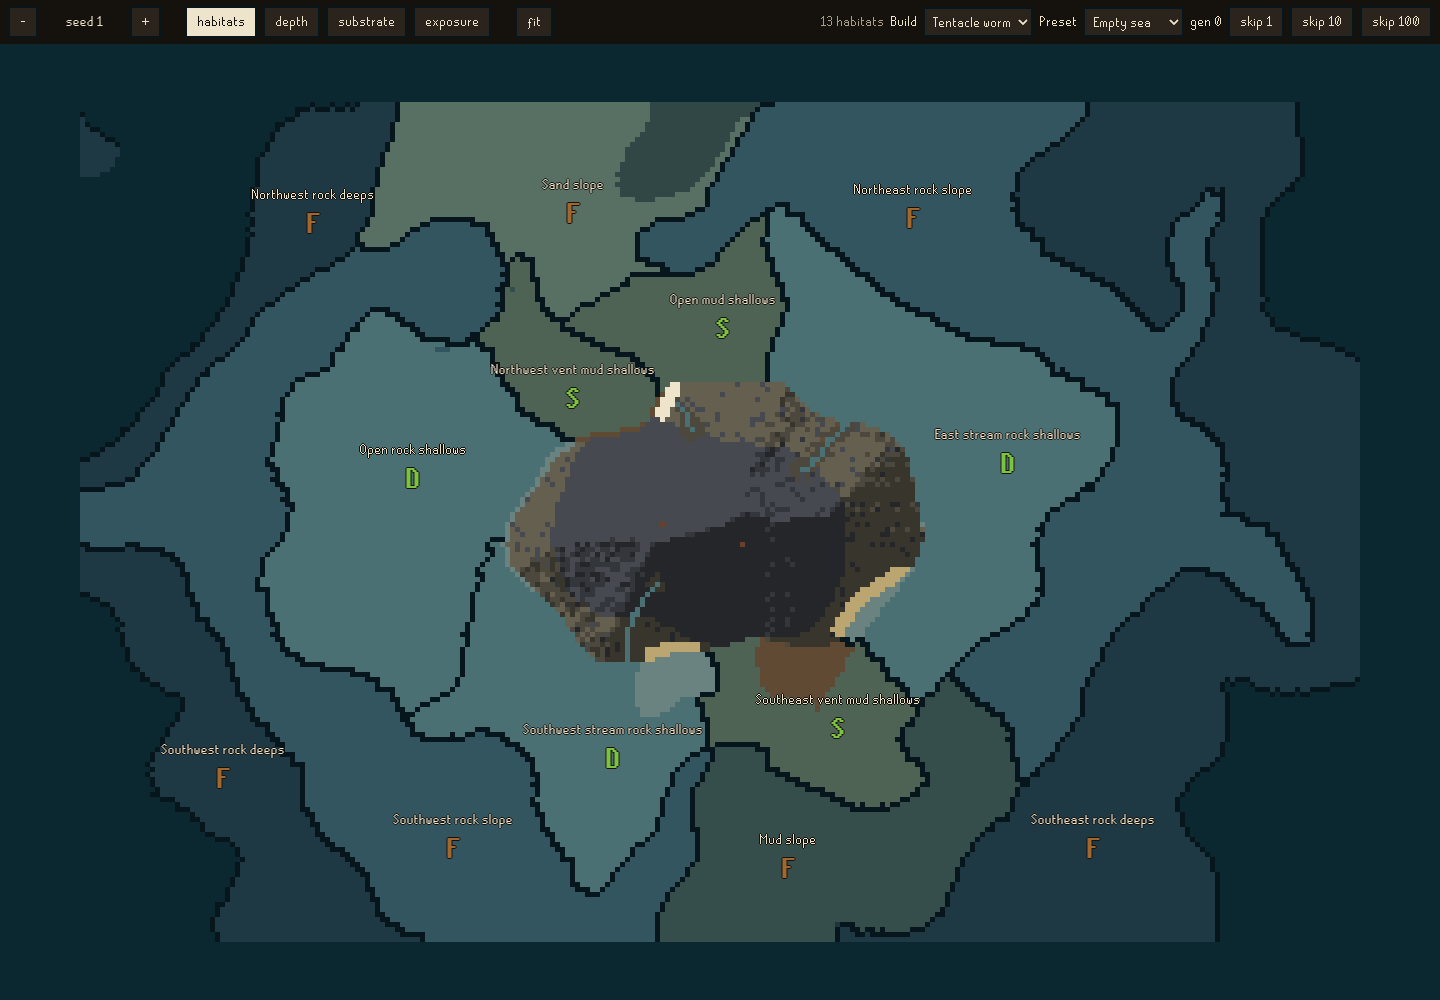 - seed 1 + habitats depth substrate exposure fit 13 habitats Build Tentacle worm Preset Empty sea gen 0 skip 1 skip 10 skip 100
Sand slope
F
Northwest rock deeps
F
Northeast rock slope
F
Open mud shallows
S
Northwest vent mud shallows
S
Open rock shallows
D
East stream rock shallows
D
Southeast vent mud shallows
S
Southwest stream rock shallows
D
Southwest rock deeps
F
Southwest rock slope
F
Mud slope
F
Southeast rock deeps
F